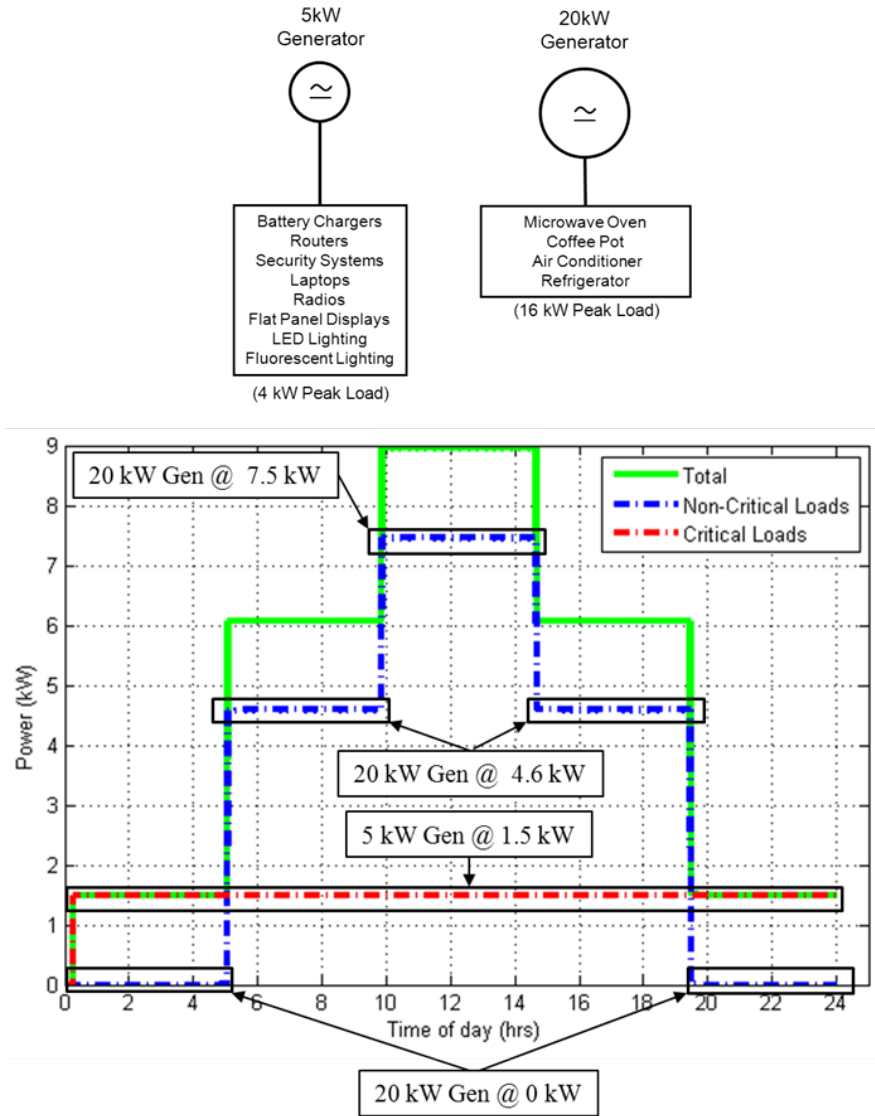 5kW
Generator
20kW
Generator
≃
≃
Battery Chargers
Routers
Security Systems
Laptops
Radios
Flat Panel Displays
LED Lighting
Fluorescent Lighting
(4 kW Peak Load)
Microwave Oven
Coffee Pot
Air Conditioner
Refrigerator
(16 kW Peak Load)
20 kW Gen @ 7.5 kW
Total
Non-Critical Loads
Critical Loads
20 kW Gen @ 4.6 kW
5 kW Gen @ 1.5 kW
Power (kW)
9
8
7
6
5
4
3
2
1
0
0 2 4 6 8 10 12 14 16 18 20 22 24
Time of day (hrs)
20 kW Gen @ 0 kW